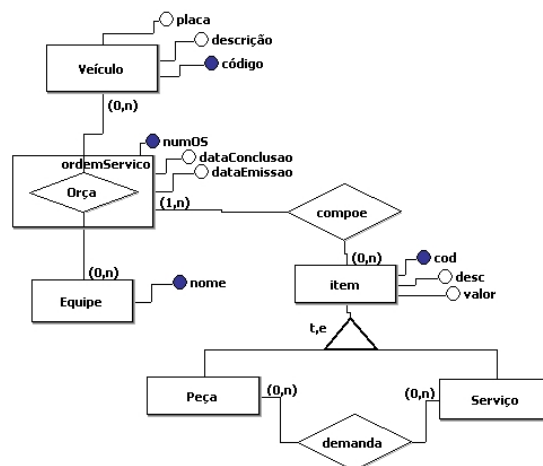 placa
descrição
Veículo
código
(0,n)
numOS
ordemServico
dataConclusao
dataEmissao
Orça
(1,n)
compoe
(0,n)
(0,n)
cod
nome
item
desc
Equipe
valor
t,e
(0,n)
(0,n)
Peça
Serviço
demanda